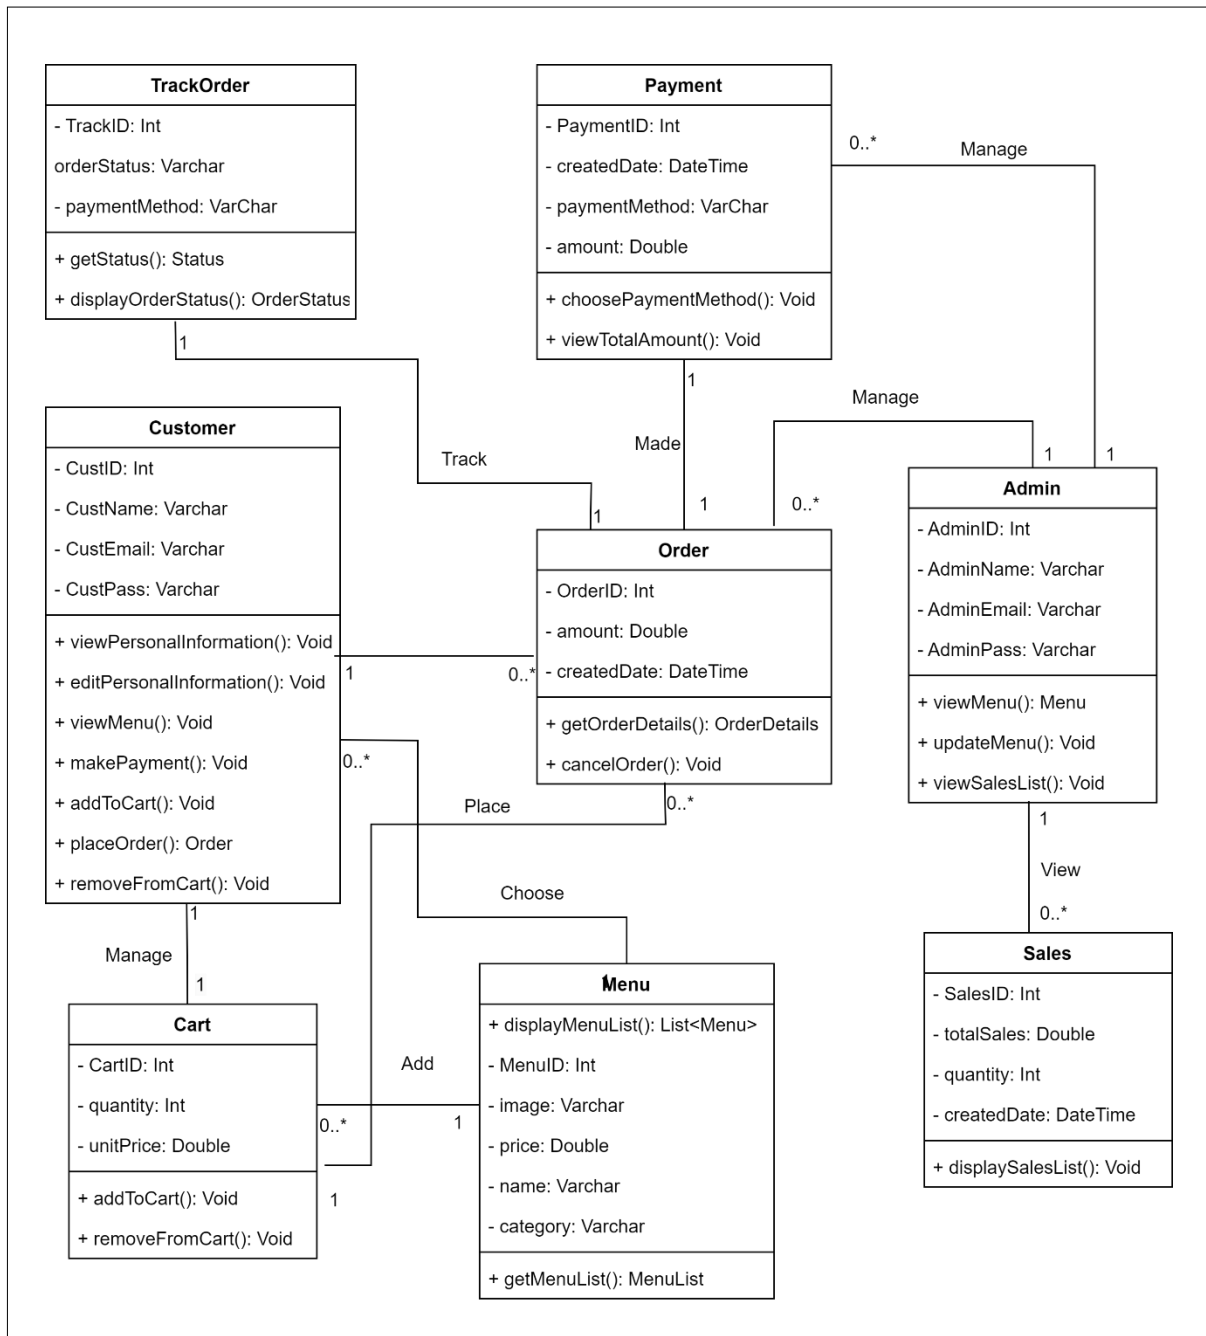 TrackOrder
- TrackID: Int
orderStatus: Varchar
- paymentMethod: VarChar
+ getStatus(): Status
+ displayOrderStatus(): OrderStatus
1
Payment
- PaymentID: Int
- createdDate: DateTime
- paymentMethod: VarChar
- amount: Double
+ choosePaymentMethod(): Void
+ viewTotalAmount(): Void
0..*
Manage
1
Made
1
Manage
1
1
0..*
Track
1
Customer
- CustID: Int
- CustName: Varchar
- CustEmail: Varchar
- CustPass: Varchar
+ viewPersonalInformation(): Void
+ editPersonalInformation(): Void
+ viewMenu(): Void
+ makePayment(): Void
+ addToCart(): Void
+ placeOrder(): Order
+ removeFromCart(): Void
1
0..*
0..*
Order
- OrderID: Int
- amount: Double
- createdDate: DateTime
+ getOrderDetails(): OrderDetails
+ cancelOrder(): Void
0..*
Place
Admin
- AdminID: Int
- AdminName: Varchar
- AdminEmail: Varchar
- AdminPass: Varchar
+ viewMenu(): Menu
+ updateMenu(): Void
+ viewSalesList(): Void
1
View
0..*
Choose
1
Manage
1
Cart
- CartID: Int
- quantity: Int
- unitPrice: Double
+ addToCart(): Void
+ removeFromCart(): Void
Add
0..*
1
1
Menu
1
+ displayMenuList(): List<Menu>
- MenuID: Int
- image: Varchar
- price: Double
- name: Varchar
- category: Varchar
+ getMenuList(): MenuList
Sales
- SalesID: Int
- totalSales: Double
- quantity: Int
- createdDate: DateTime
+ displaySalesList(): Void